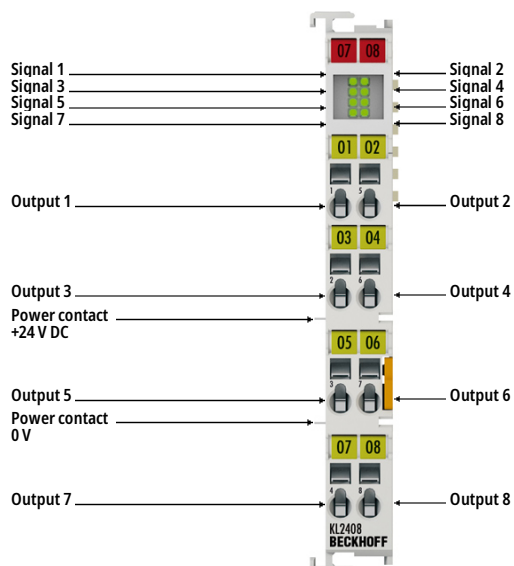 07 08
Signal 1
Signal 2
Signal 3
Signal 4
Signal 5
Signal 6
Signal 7
Signal 8
01 02
1 5
Output 1
Output 2
03 04
2 6
Output 3
Output 4
Power contact
+24 V DC
05 06
3 7
Output 5
Output 6
Power contact
0 V
07 08
4 8
Output 7
Output 8
KL2408
BECKHOFF